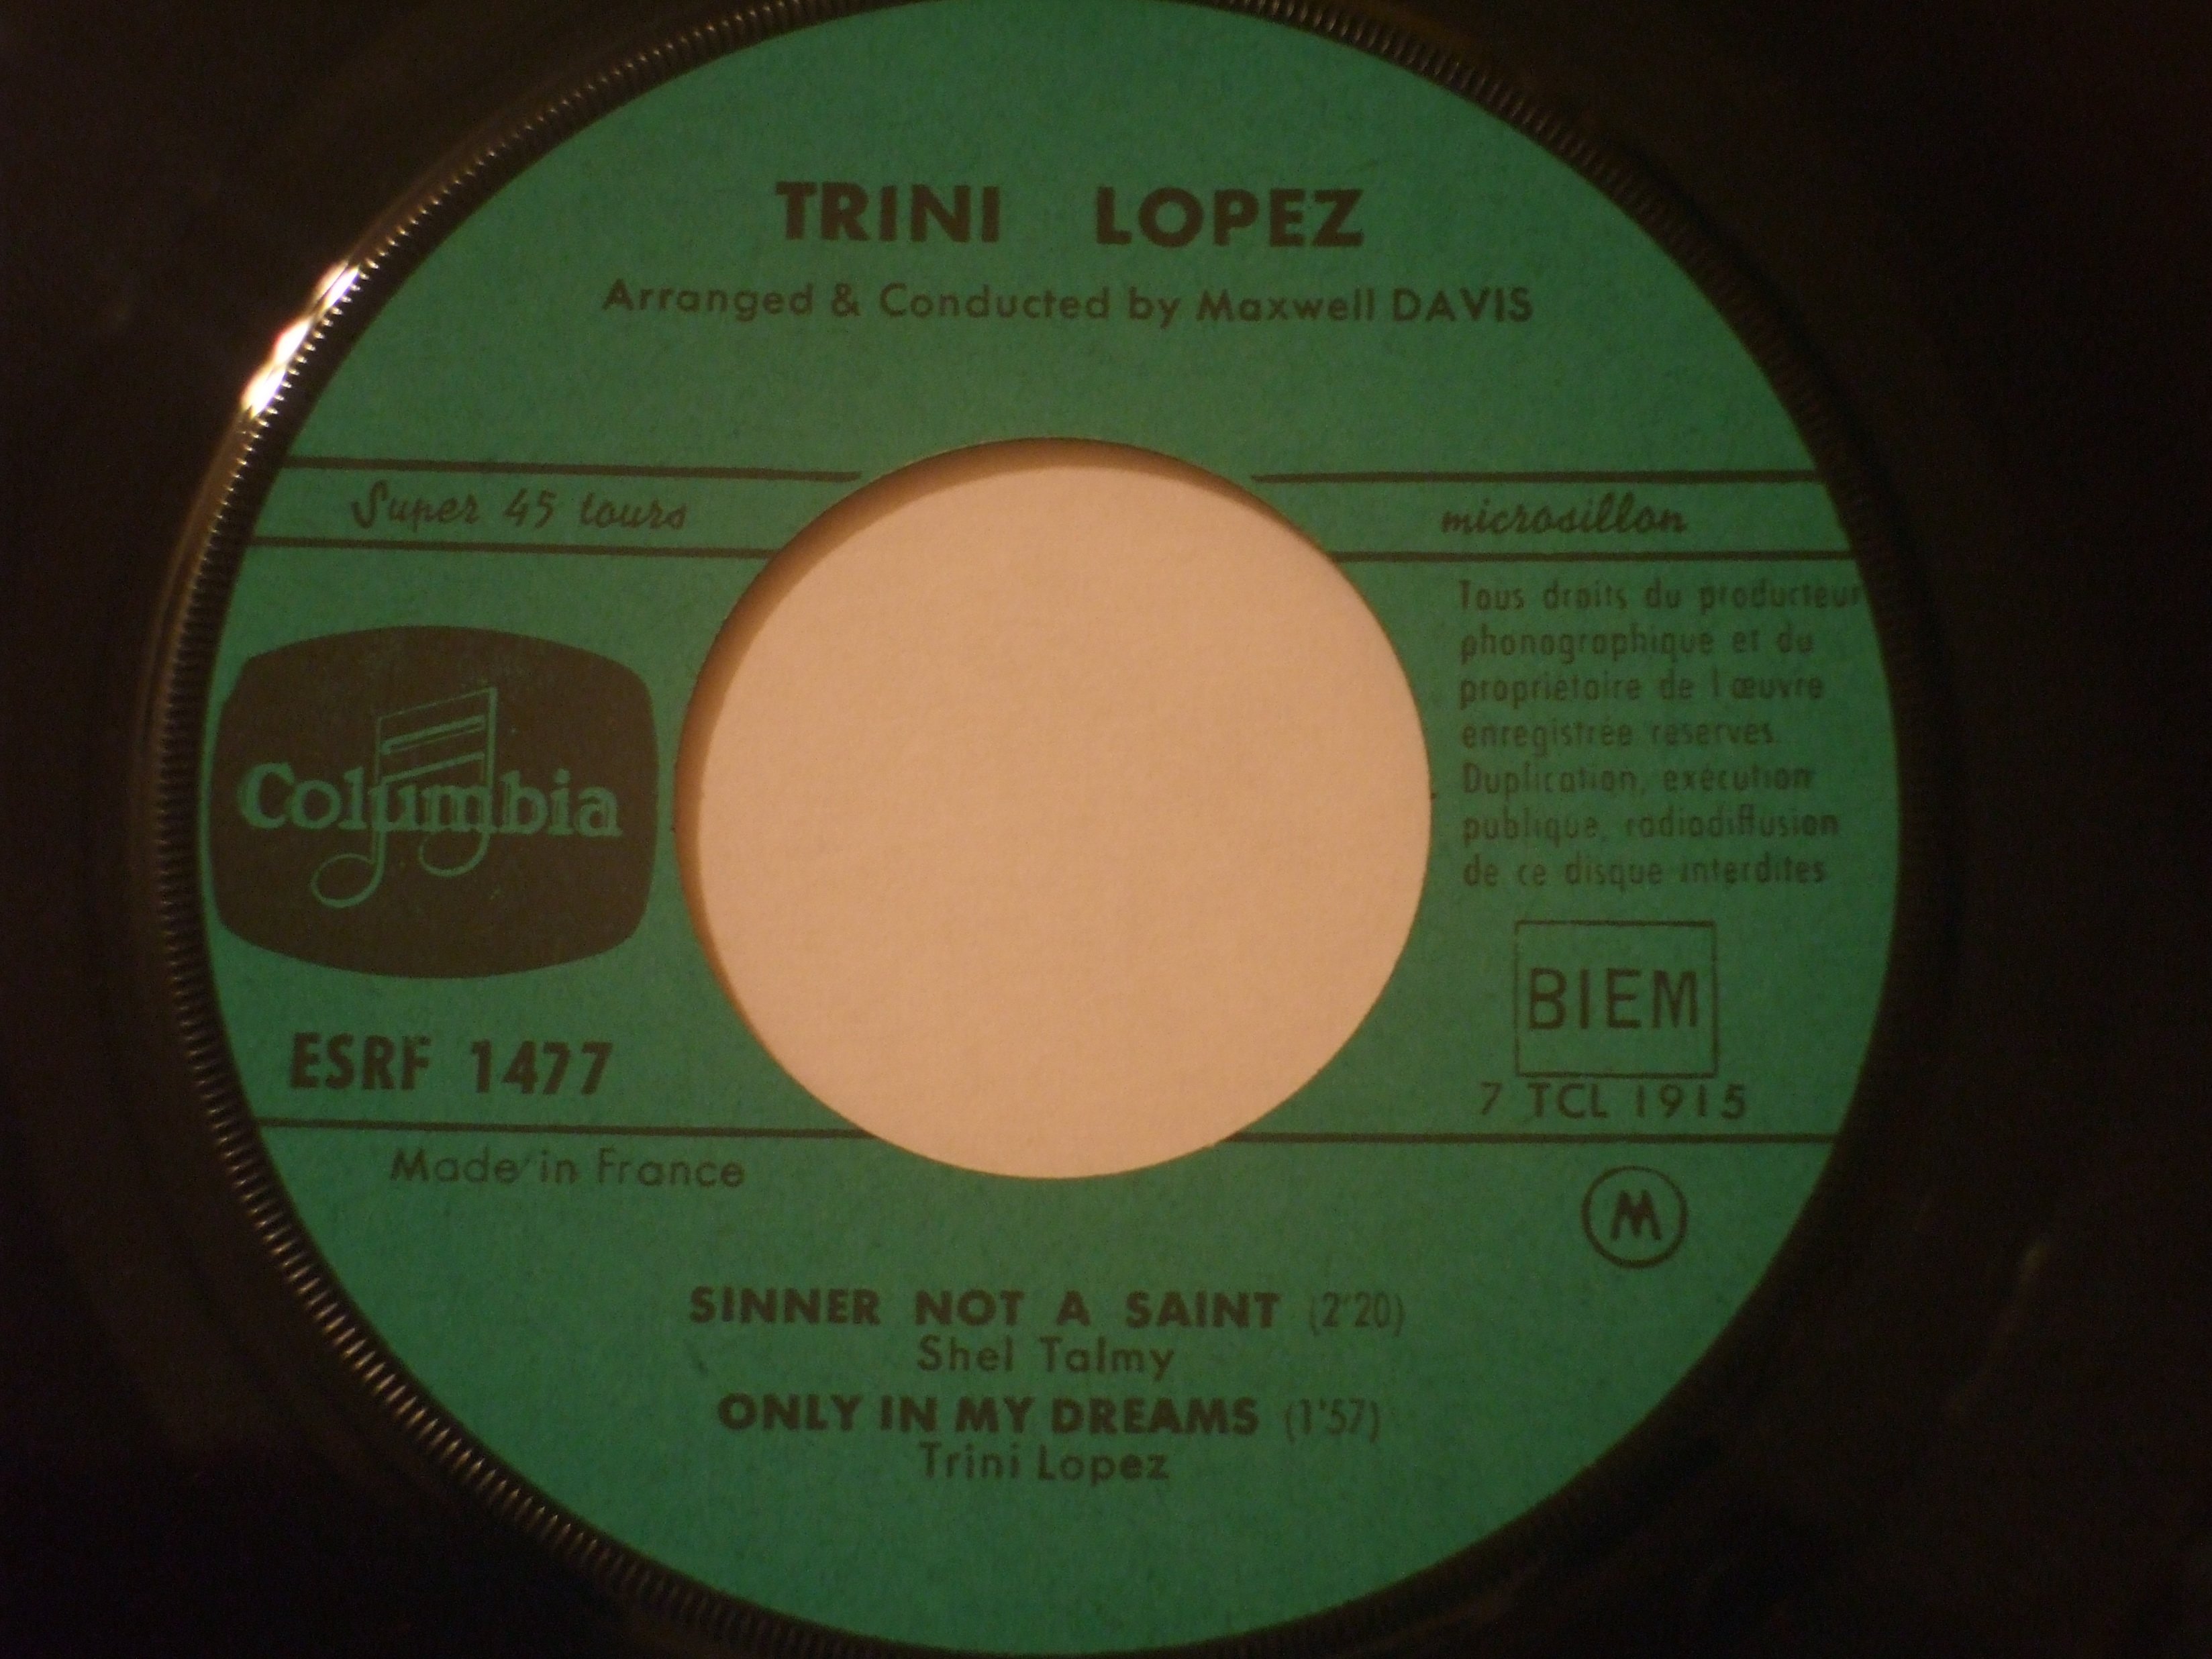 TRINI LOPEZ
Arranged & Conducted by Maxwell DAVIS
Super 45 tours
microsillon
Tous droits du producteur
phonographique et du
propriétaire de l'œuvre
enregistrée réservés.
Duplication, exécution
publique, radiodiffusion
de ce disque interdites
Columbia
BIEM
ESRF 1477
7 TCL 1915
Made in France
M
SINNER NOT A SAINT (2'20)
Shel Talmy
ONLY IN MY DREAMS (1'57)
Trini Lopez